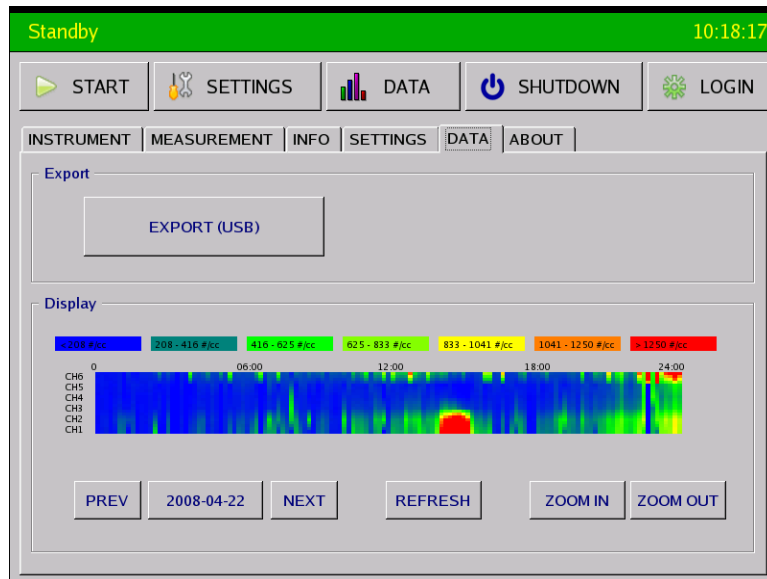 Standby 10:18:17
START SETTINGS DATA SHUTDOWN LOGIN
INSTRUMENT MEASUREMENT INFO SETTINGS DATA ABOUT
Export
EXPORT (USB)
Display
<208 #/cc 208 - 416 #/cc 416 - 625 #/cc 625 - 833 #/cc 833 - 1041 #/cc 1041 - 1250 #/cc > 1250 #/cc
0 06:00 12:00 18:00 24:00
CH6
CH5
CH4
CH3
CH2
CH1
PREV 2008-04-22 NEXT REFRESH ZOOM IN ZOOM OUT